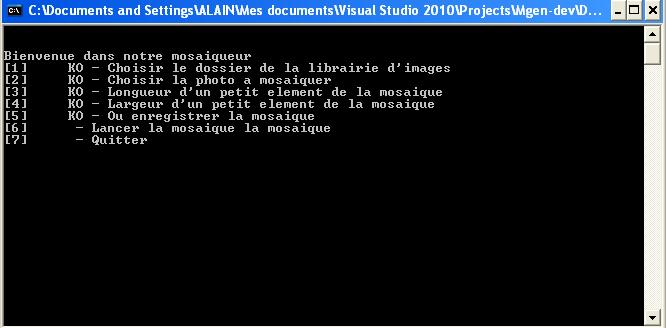 C:\Documents and Settings\ALAIN\Mes documents\Visual Studio 2010\Projects\Mgen-dev\D...
Bienvenue dans notre mosaiqueur
[1] KO - Choisir le dossier de la librairie d'images
[2] KO - Choisir la photo a mosaiquer
[3] KO - Longueur d'un petit element de la mosaique
[4] KO - Largeur d'un petit element de la mosaique
[5] KO - Ou enregistrer la mosaique
[6] - Lancer la mosaique la mosaique
[7] - Quitter